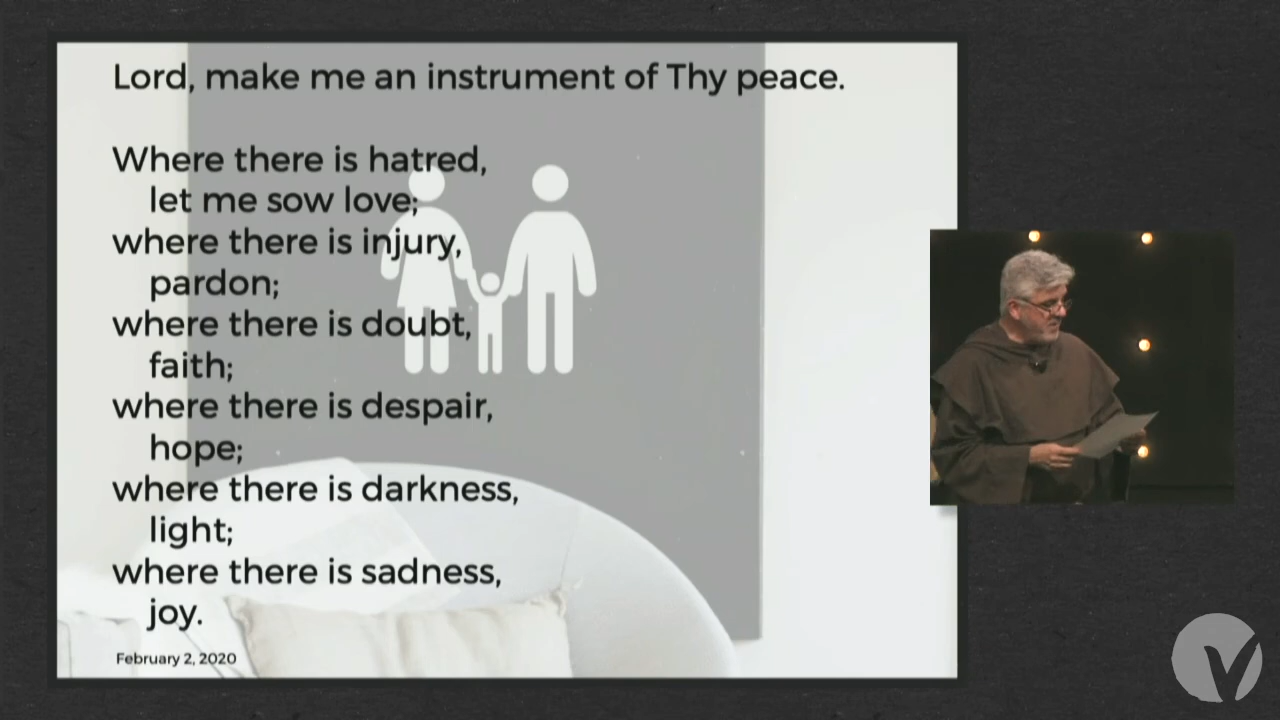 Lord, make me an instrument of Thy peace.
Where there is hatred,
let me sow love;
where there is injury,
pardon;
where there is doubt,
faith;
where there is despair,
hope;
where there is darkness,
light;
where there is sadness,
joy.
February 2, 2020